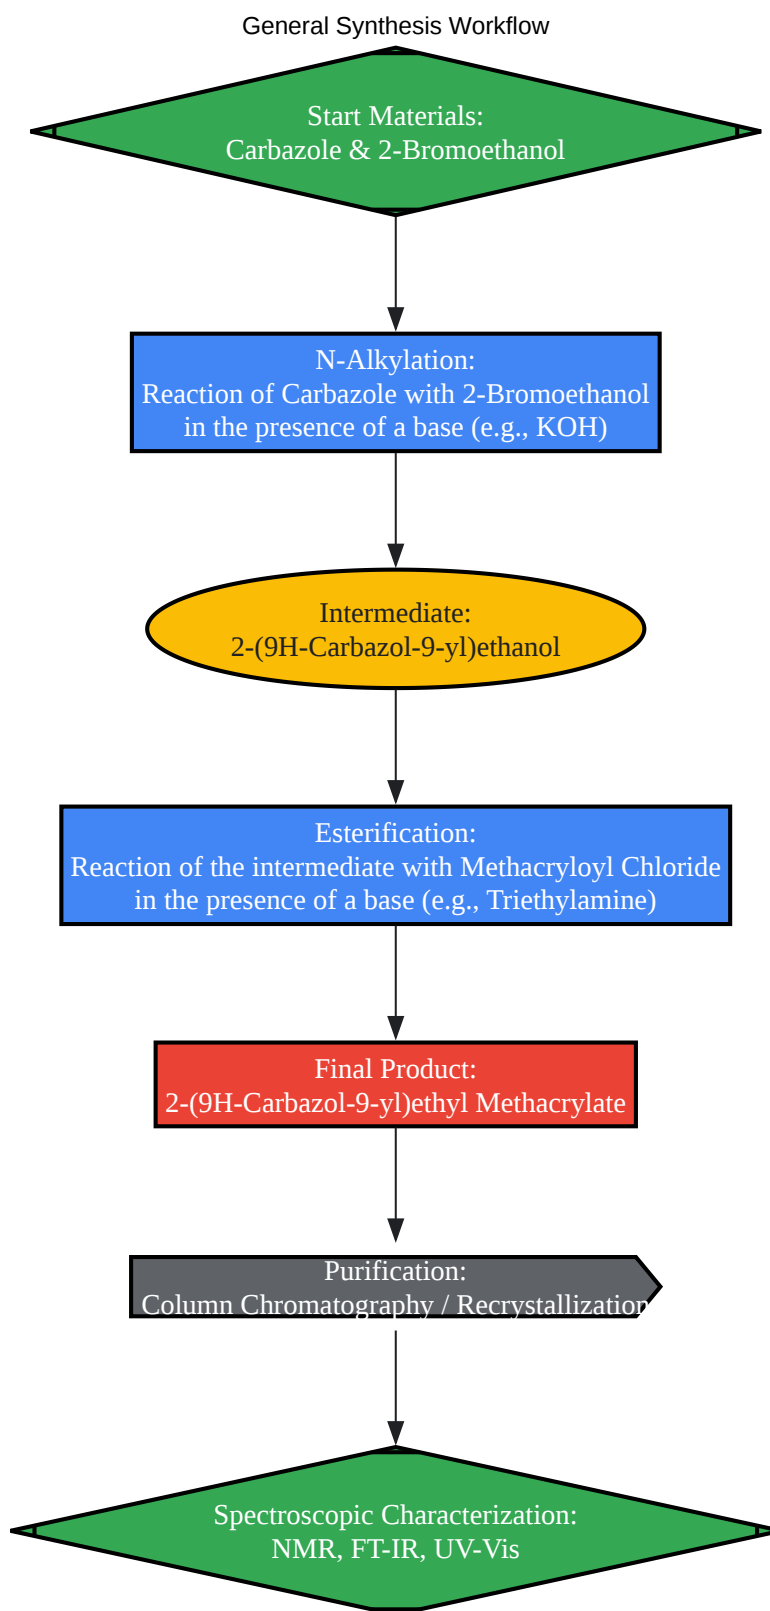 General Synthesis Workflow
Start Materials:
Carbazole & 2-Bromoethanol
N-Alkylation:
Reaction of Carbazole with 2-Bromoethanol
in the presence of a base (e.g., KOH)
Intermediate:
2-(9H-Carbazol-9-yl)ethanol
Esterification:
Reaction of the intermediate with Methacryloyl Chloride
in the presence of a base (e.g., Triethylamine)
Final Product:
2-(9H-Carbazol-9-yl)ethyl Methacrylate
Purification:
Column Chromatography / Recrystallization
Spectroscopic Characterization:
NMR, FT-IR, UV-Vis